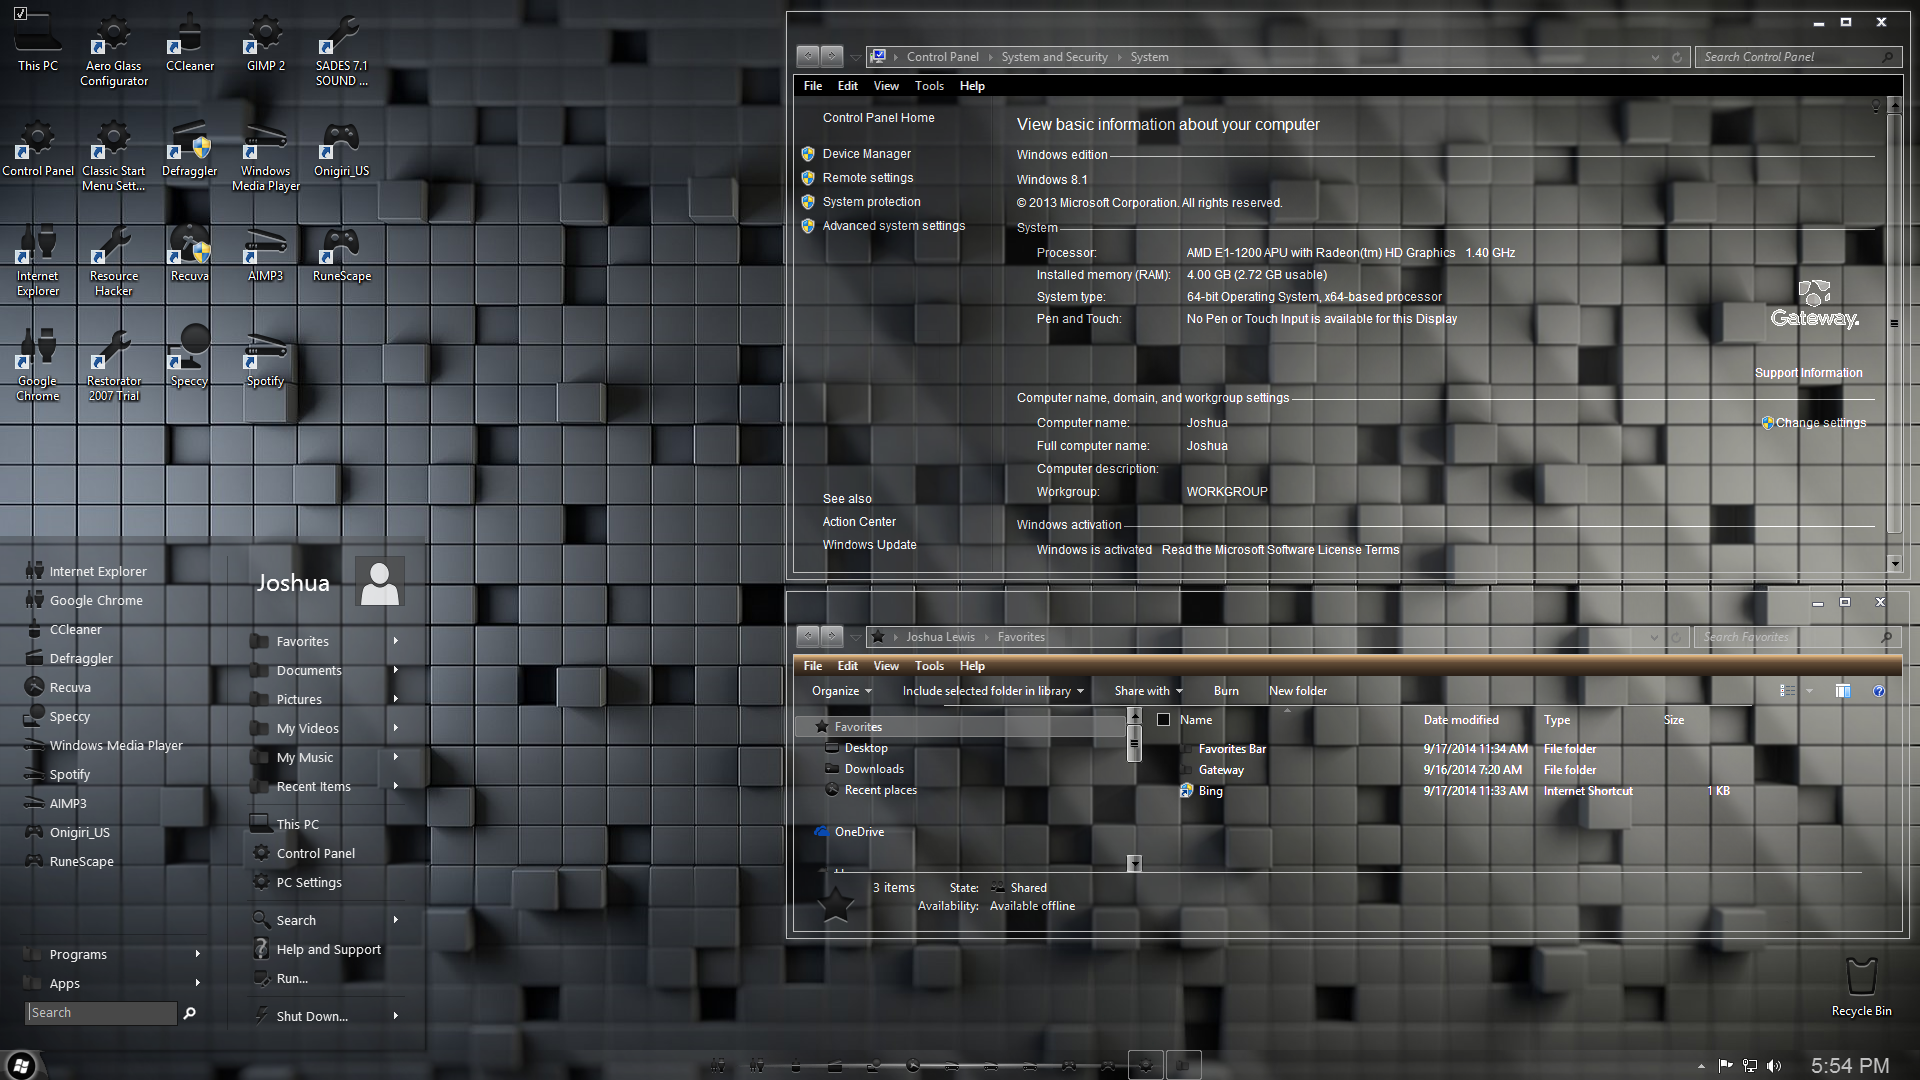 This PC
Aero Glass
Configurator
CCleaner
GIMP 2
SADES 7.1
SOUND ...
Control Panel
Classic Start
Menu Sett...
Defraggler
Windows
Media Player
Onigiri_US
Internet
Explorer
Resource
Hacker
Recuva
AIMP3
RuneScape
Google
Chrome
Restorator
2007 Trial
Speccy
Spotify
Control Panel
System and Security
System
Search Control Panel
File
Edit
View
Tools
Help
Control Panel Home
Device Manager
Remote settings
System protection
Advanced system settings
See also
Action Center
Windows Update
View basic information about your computer
Windows edition
Windows 8.1
© 2013 Microsoft Corporation. All rights reserved.
System
Processor: AMD E1-1200 APU with Radeon(tm) HD Graphics 1.40 GHz
Installed memory (RAM): 4.00 GB (2.72 GB usable)
System type: 64-bit Operating System, x64-based processor
Pen and Touch: No Pen or Touch Input is available for this Display
Gateway.
Support Information
Computer name, domain, and workgroup settings
Computer name: Joshua
Change settings
Full computer name: Joshua
Computer description:
Workgroup: WORKGROUP
Windows activation
Windows is activated Read the Microsoft Software License Terms
Internet Explorer
Google Chrome
CCleaner
Defraggler
Recuva
Speccy
Windows Media Player
Spotify
AIMP3
Onigiri_US
RuneScape
Programs
Apps
Search
Joshua
Favorites
Documents
Pictures
My Videos
My Music
Recent Items
This PC
Control Panel
PC Settings
Search
Help and Support
Run...
Shut Down...
Joshua Lewis
Favorites
Search Favorites
File
Edit
View
Tools
Help
Organize
Include selected folder in library
Share with
Burn
New folder
Favorites
Desktop
Downloads
Recent places
OneDrive
Name
Date modified
Type
Size
Favorites Bar 9/17/2014 11:34 AM File folder
Gateway 9/16/2014 7:20 AM File folder
Bing 9/17/2014 11:33 AM Internet Shortcut 1 KB
3 items
State: Shared
Availability: Available offline
Recycle Bin
5:54 PM